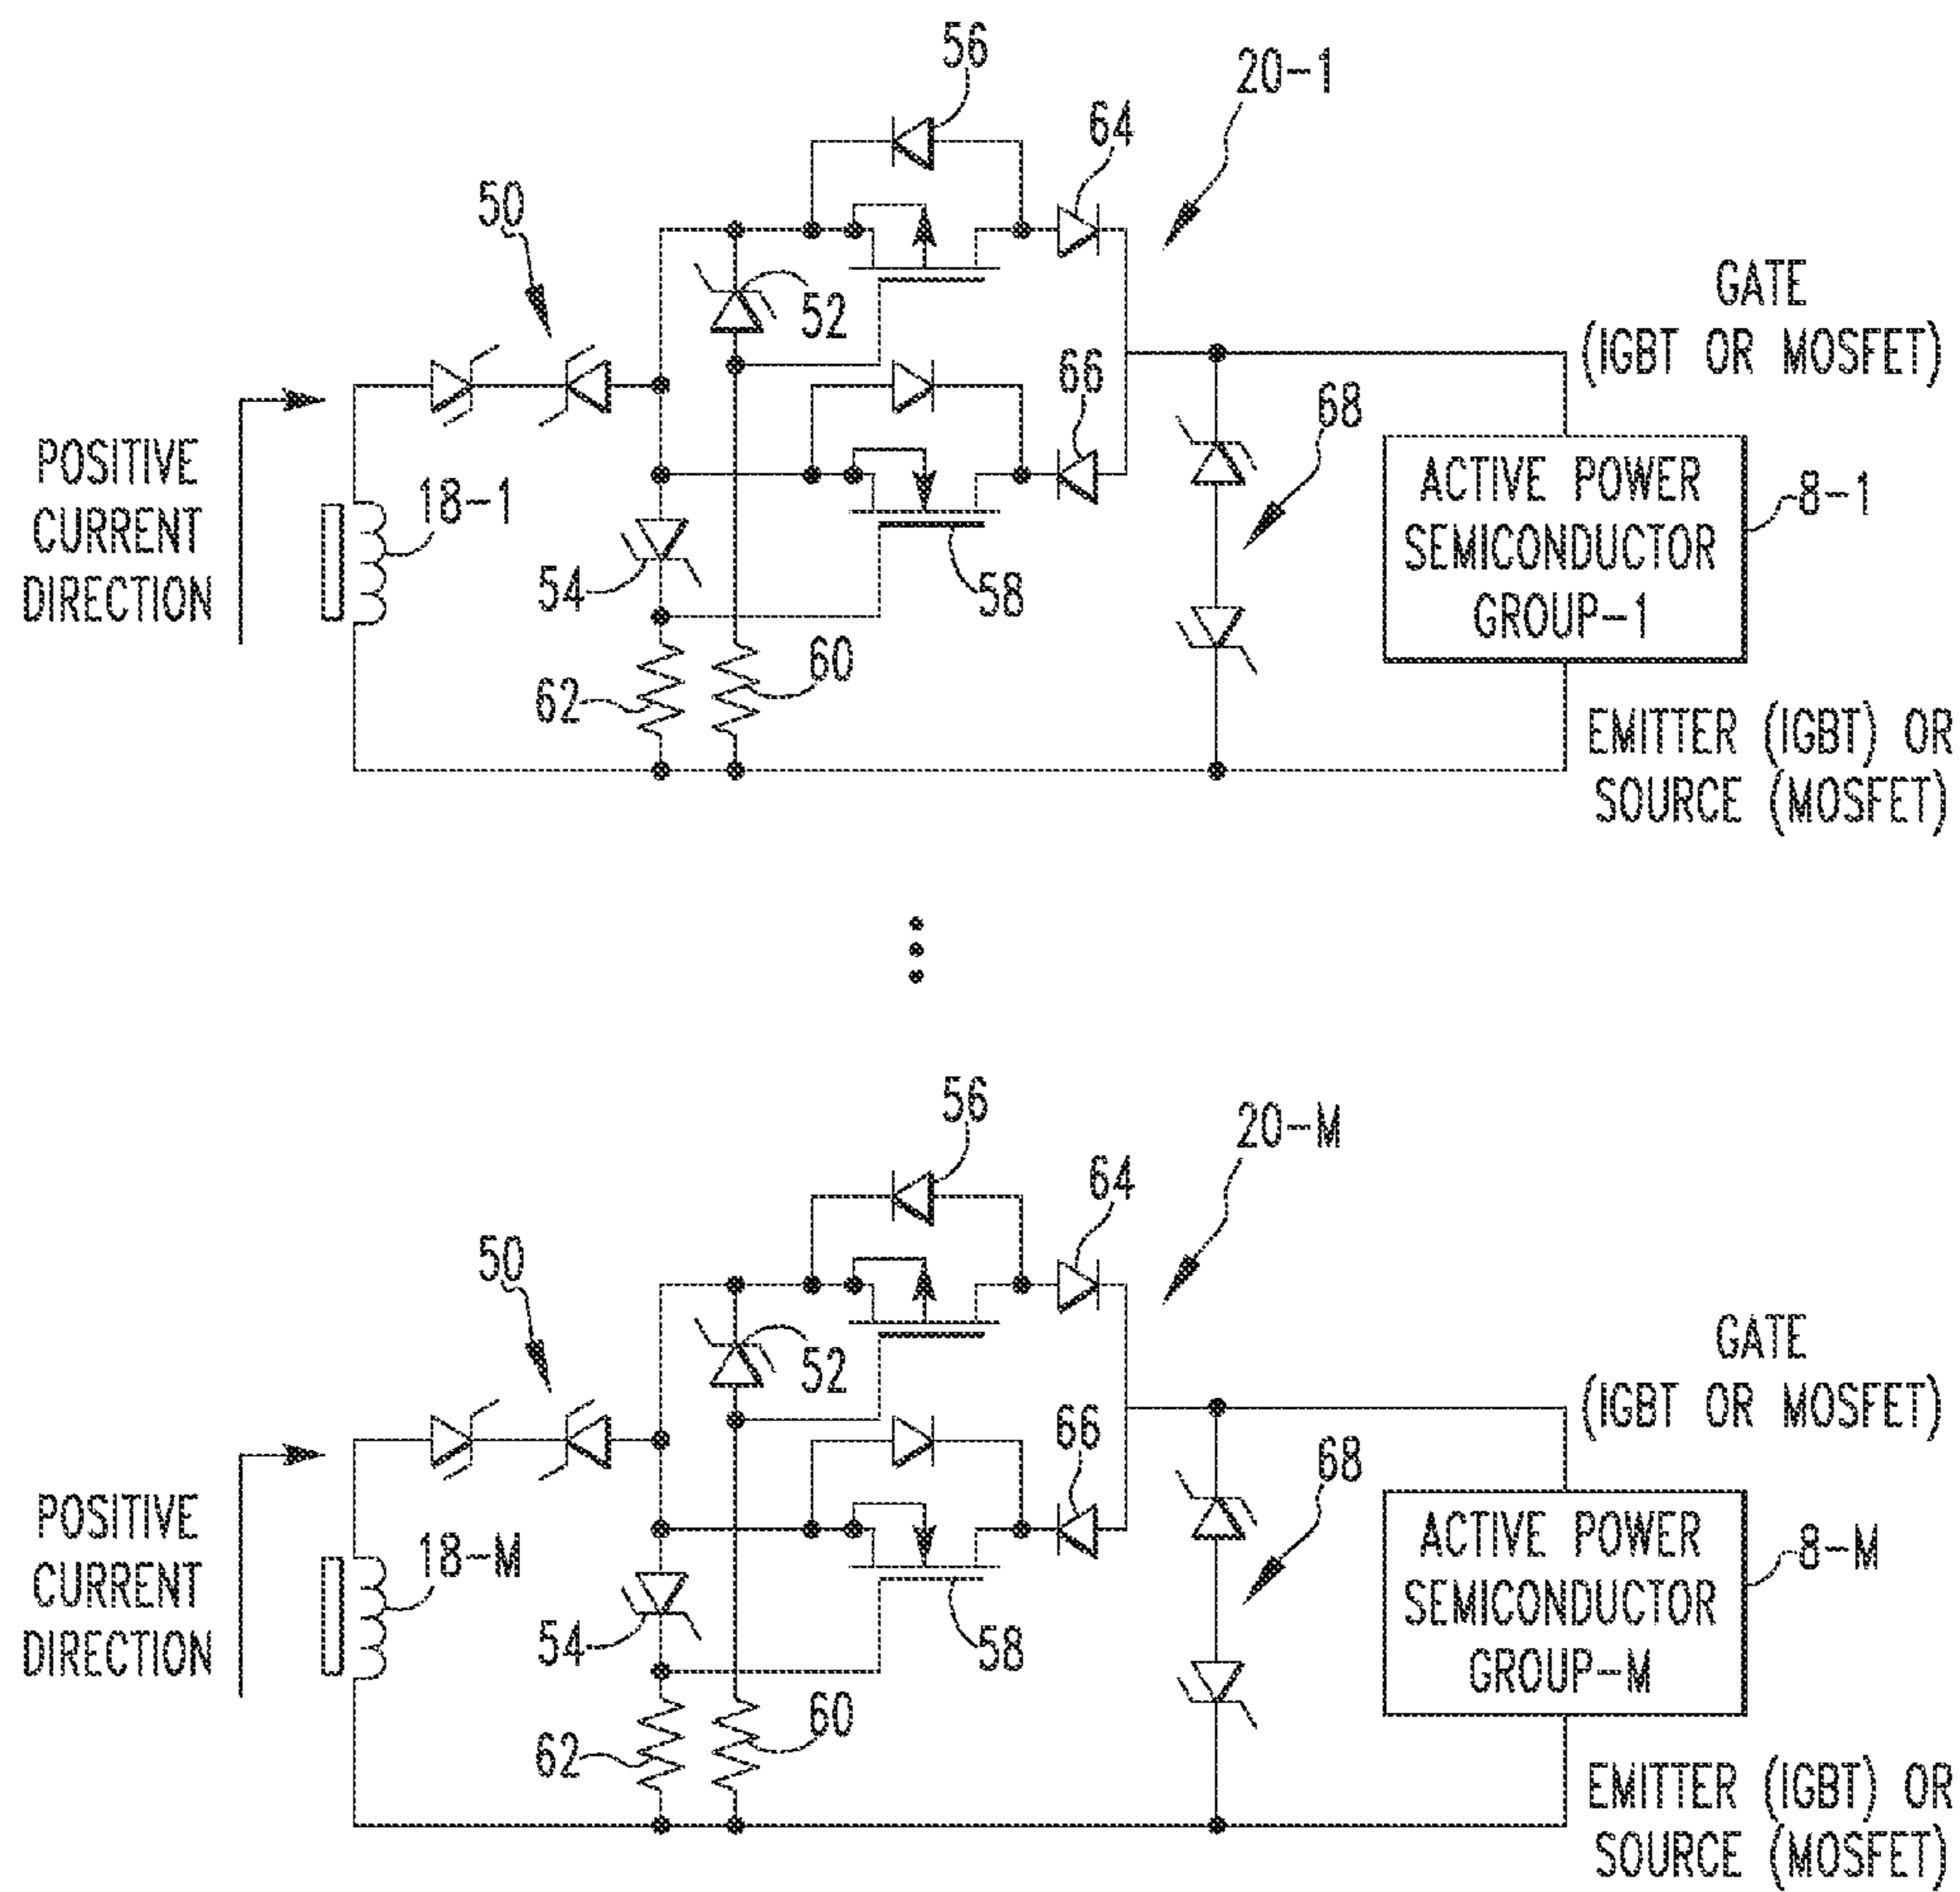 56
20-1
64
50
52
GATE
(IGBT OR MOSFET)
66
68
POSITIVE
CURRENT
DIRECTION
18-1
ACTIVE POWER
SEMICONDUCTOR
GROUP-1
8-1
54
58
62
60
EMITTER (IGBT) OR
SOURCE (MOSFET)
56
20-M
64
50
52
GATE
(IGBT OR MOSFET)
66
68
POSITIVE
CURRENT
DIRECTION
18-M
ACTIVE POWER
SEMICONDUCTOR
GROUP-M
8-M
54
58
62
60
EMITTER (IGBT) OR
SOURCE (MOSFET)